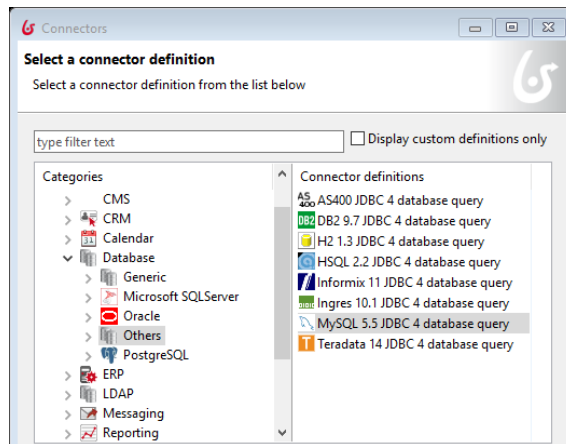 Connectors
Select a connector definition
Select a connector definition from the list below
type filter text
Display custom definitions only
Categories
CMS
CRM
31
Calendar
Database
Generic
Microsoft SQLServer
Oracle
Others
PostgreSQL
ERP
LDAP
Messaging
Reporting
Connector definitions
AS
400
AS400 JDBC 4 database query
DB2
DB2 9.7 JDBC 4 database query
H2 1.3 JDBC 4 database query
HSQL 2.2 JDBC 4 database query
Informix 11 JDBC 4 database query
Ingres 10.1 JDBC 4 database query
MySQL 5.5 JDBC 4 database query
T
Teradata 14 JDBC 4 database query